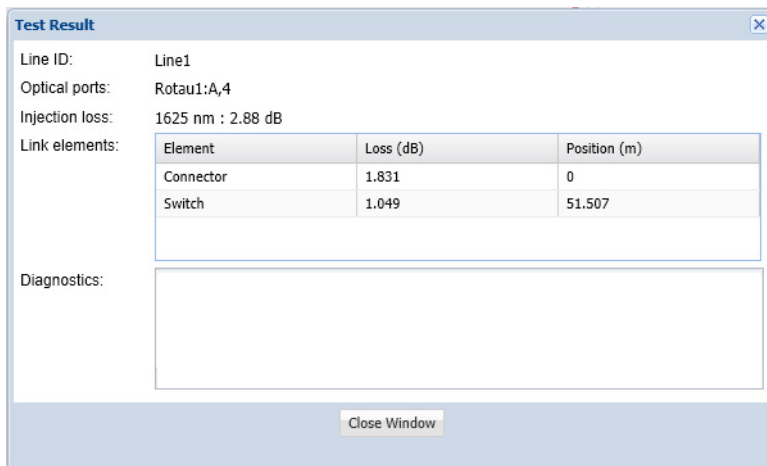 Test Result
Line ID: Line1
Optical ports: Rotau1:A,4
Injection loss: 1625 nm : 2.88 dB
Link elements:
Element Loss (dB) Position (m)
Connector 1.831 0
Switch 1.049 51.507
Diagnostics:
Close Window